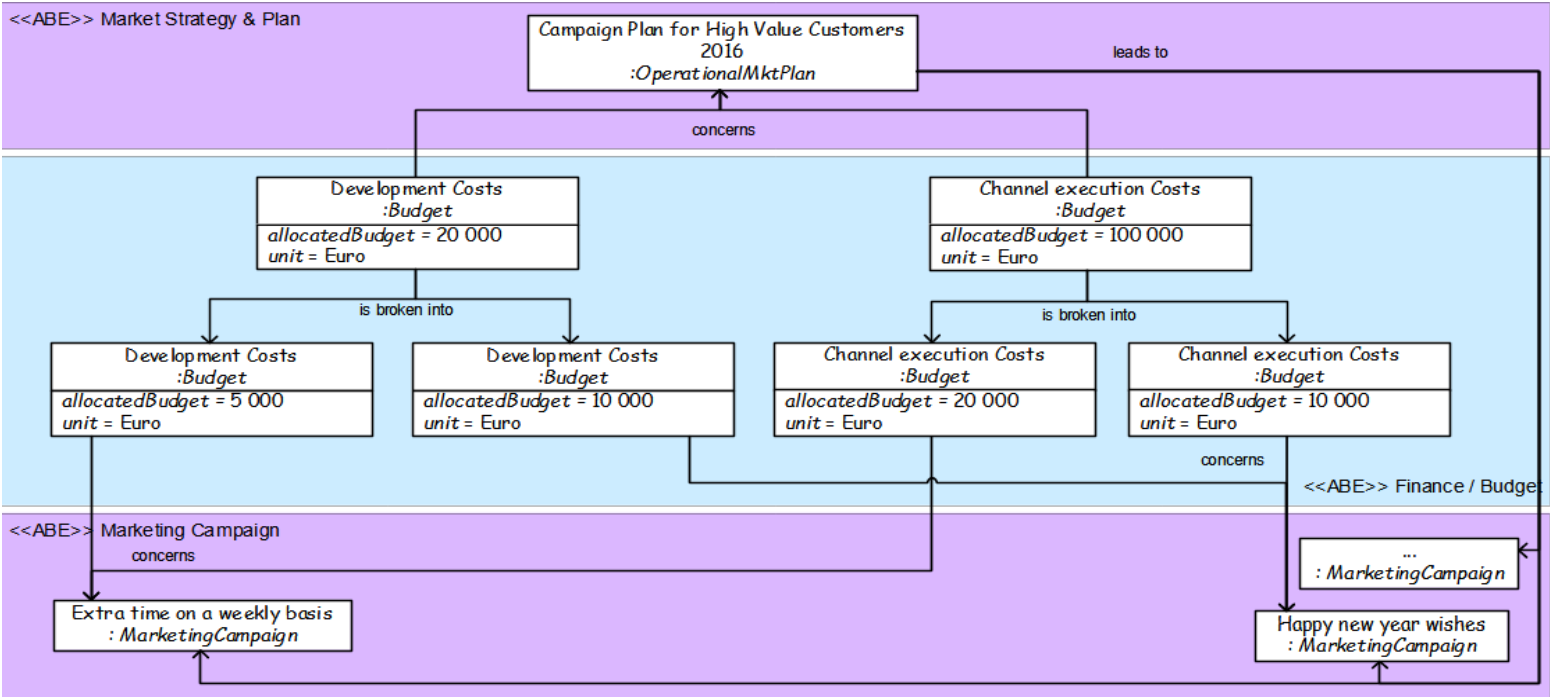 <<ABE>> Market Strategy & Plan
Campaign Plan for High Value Customers
2016
:OperationalMktPlan
leads to
concerns
Development Costs
:Budget
allocatedBudget = 20 000
unit = Euro
Channel execution Costs
:Budget
allocatedBudget = 100 000
unit = Euro
is broken into
is broken into
Development Costs
:Budget
allocatedBudget = 5 000
unit = Euro
Development Costs
:Budget
allocatedBudget = 10 000
unit = Euro
Channel execution Costs
:Budget
allocatedBudget = 20 000
unit = Euro
Channel execution Costs
:Budget
allocatedBudget = 10 000
unit = Euro
concerns
<<ABE>> Finance / Budget
<<ABE>> Marketing Campaign
concerns
...
: MarketingCampaign
Extra time on a weekly basis
: MarketingCampaign
Happy new year wishes
: MarketingCampaign